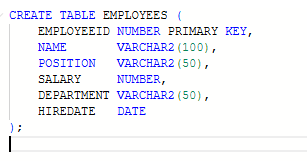 CREATE TABLE EMPLOYEES (
    EMPLOYEEID NUMBER PRIMARY KEY,
    NAME       VARCHAR2(100),
    POSITION   VARCHAR2(50),
    SALARY     NUMBER,
    DEPARTMENT VARCHAR2(50),
    HIREDATE   DATE
);